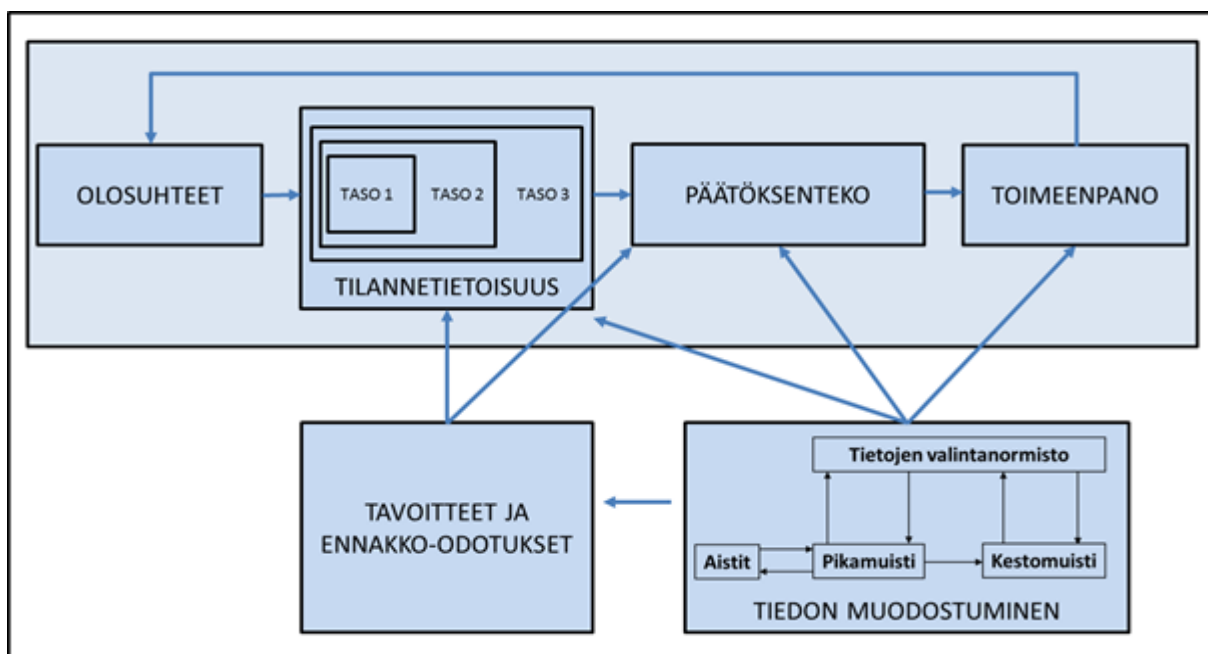 OLOSUHTEET
TASO 1
TASO 2
TASO 3
TILANNETIETOISUUS
PÄÄTÖKSENTEKO
TOIMEENPANO
TAVOITTEET JA
ENNAKKO-ODOTUKSET
Tietojen valintanormisto
Aistit
Pikamuisti
Kestomuisti
TIEDON MUODOSTUMINEN